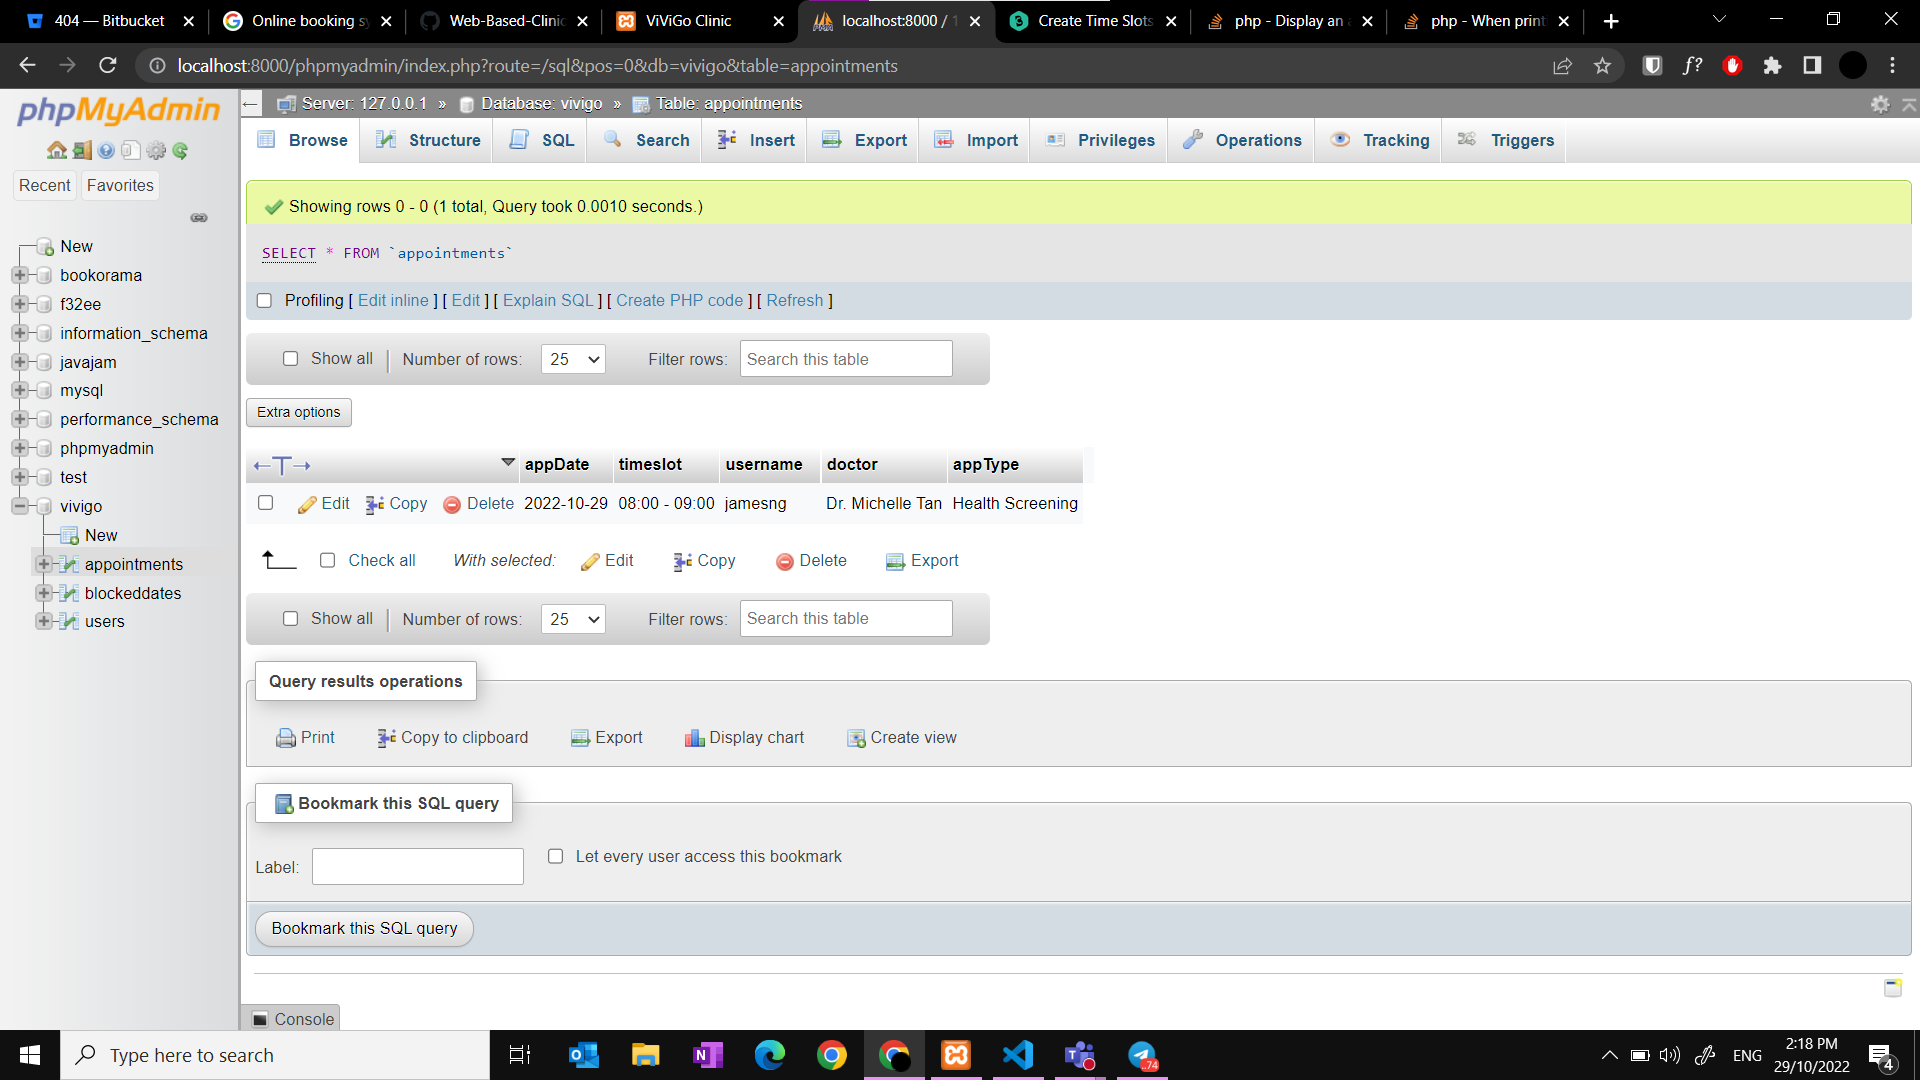 404 — Bitbucket
Online booking sy
Web-Based-Clinic
ViViGo Clinic
localhost:8000 / 1
Create Time Slots
php - Display an a
php - When print
localhost:8000/phpmyadmin/index.php?route=/sql&pos=0&db=vivigo&table=appointments
f?
phpMyAdmin
Server: 127.0.0.1 » Database: vivigo » Table: appointments
Browse Structure SQL Search Insert Export Import Privileges Operations Tracking Triggers
Recent Favorites
New
bookorama
f32ee
information_schema
javajam
mysql
performance_schema
phpmyadmin
test
vivigo
New
appointments
blockeddates
users
Showing rows 0 - 0 (1 total, Query took 0.0010 seconds.)
SELECT * FROM `appointments`
Profiling [ Edit inline ] [ Edit ] [ Explain SQL ] [ Create PHP code ] [ Refresh ]
Show all Number of rows: 25 Filter rows: Search this table
Extra options
←T→ appDate timeslot username doctor appType
Edit Copy Delete 2022-10-29 08:00 - 09:00 jamesng Dr. Michelle Tan Health Screening
Check all With selected: Edit Copy Delete Export
Show all Number of rows: 25 Filter rows: Search this table
Query results operations
Print Copy to clipboard Export Display chart Create view
Bookmark this SQL query
Label: Let every user access this bookmark
Bookmark this SQL query
Console
Type here to search
ENG
2:18 PM
29/10/2022
4